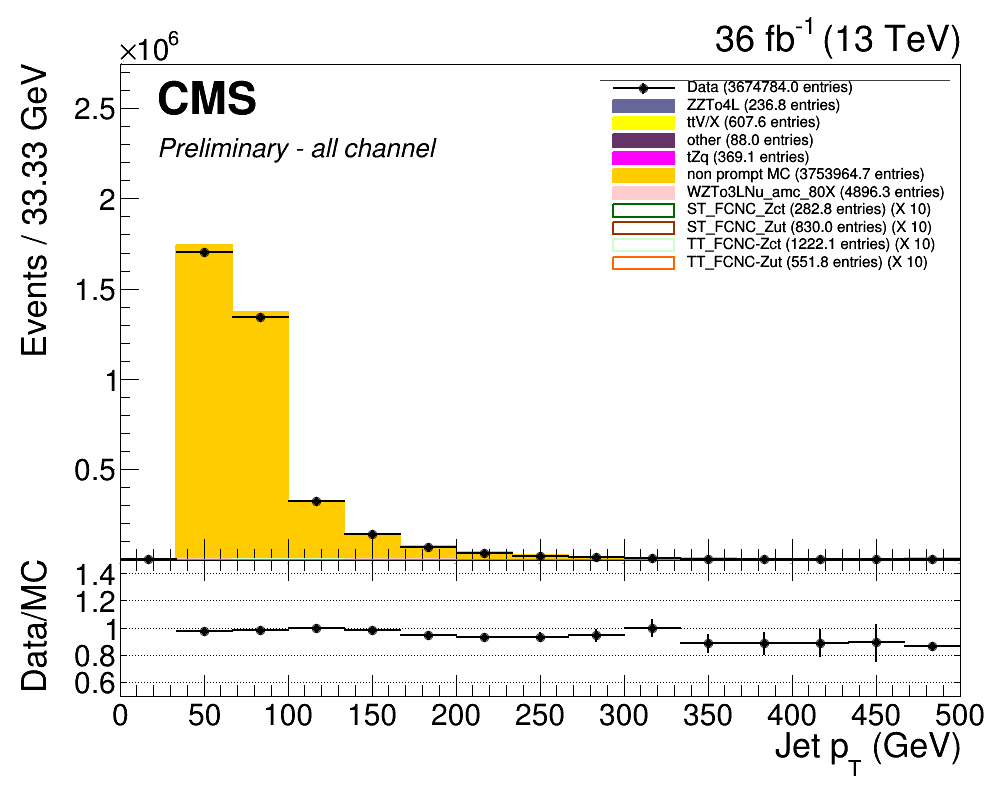 ×10^6
36 fb^-1 (13 TeV)
CMS
Preliminary - all channel
Data (3674784.0 entries)
ZZTo4L (236.8 entries)
ttV/X (607.6 entries)
other (88.0 entries)
tZq (369.1 entries)
non prompt MC (3753964.7 entries)
WZTo3LNu_amc_80X (4896.3 entries)
ST_FCNC_Zct (282.8 entries) (X 10)
ST_FCNC_Zut (830.0 entries) (X 10)
TT_FCNC-Zct (1222.1 entries) (X 10)
TT_FCNC-Zut (551.8 entries) (X 10)
Events / 33.33 GeV
2.5
2
1.5
1
0.5
Data/MC
1.4
1.2
1
0.8
0.6
0 50 100 150 200 250 300 350 400 450 500
Jet p_T (GeV)